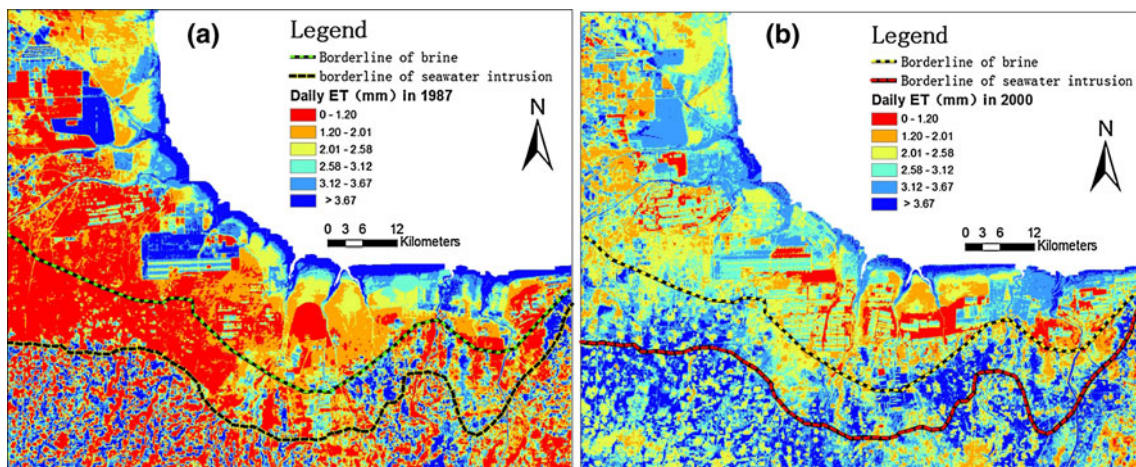 (a)
Legend
Borderline of brine
borderline of seawater intrusion
Daily ET (mm) in 1987
0 - 1.20
1.20 - 2.01
2.01 - 2.58
2.58 - 3.12
3.12 - 3.67
> 3.67
N
0 3 6 12
Kilometers
(b)
Legend
Borderline of brine
Borderline of seawater intrusion
Daily ET (mm) in 2000
0 - 1.20
1.20 - 2.01
2.01 - 2.58
2.58 - 3.12
3.12 - 3.67
> 3.67
N
0 3 6 12
Kilometers